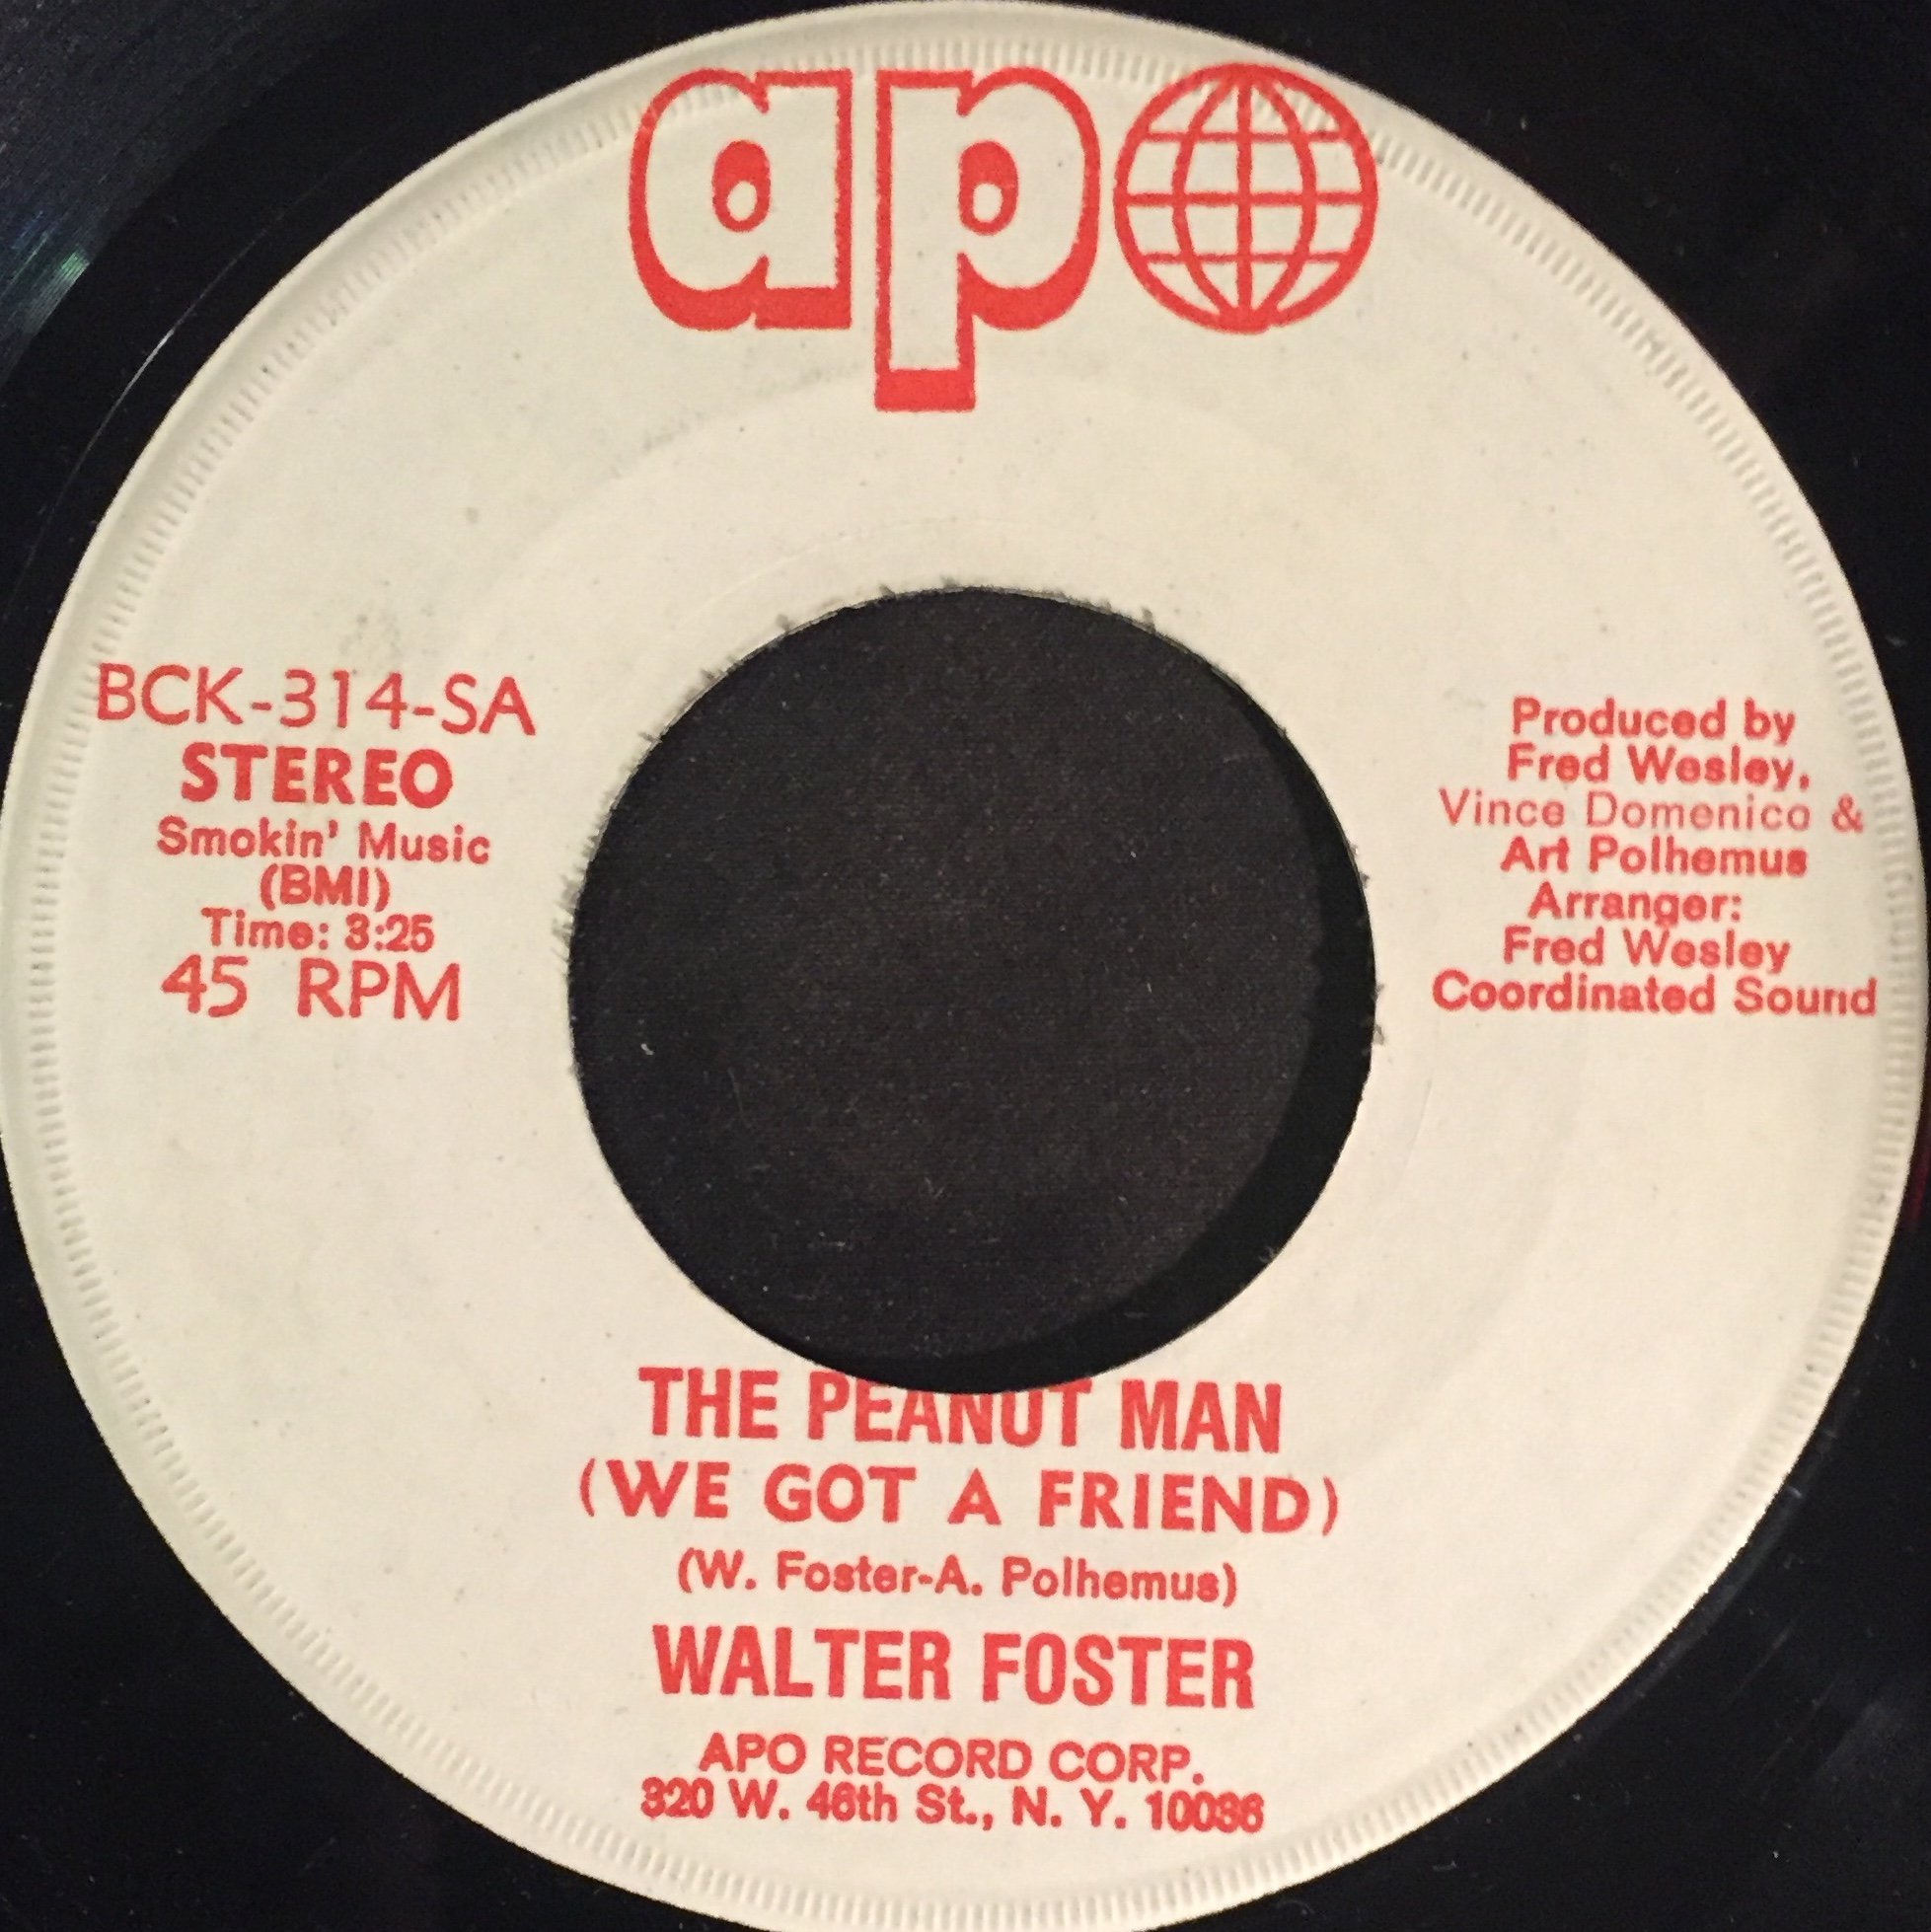 apo
BCK-314-SA
STEREO
Smokin' Music
(BMI)
Time: 3:25
45 RPM
Produced by
Fred Wesley,
Vince Domenico &
Art Polhemus
Arranger:
Fred Wesley
Coordinated Sound
THE PEANUT MAN
(WE GOT A FRIEND)
(W. Foster-A. Polhemus)
WALTER FOSTER
APO RECORD CORP.
320 W. 46th St., N. Y. 10036